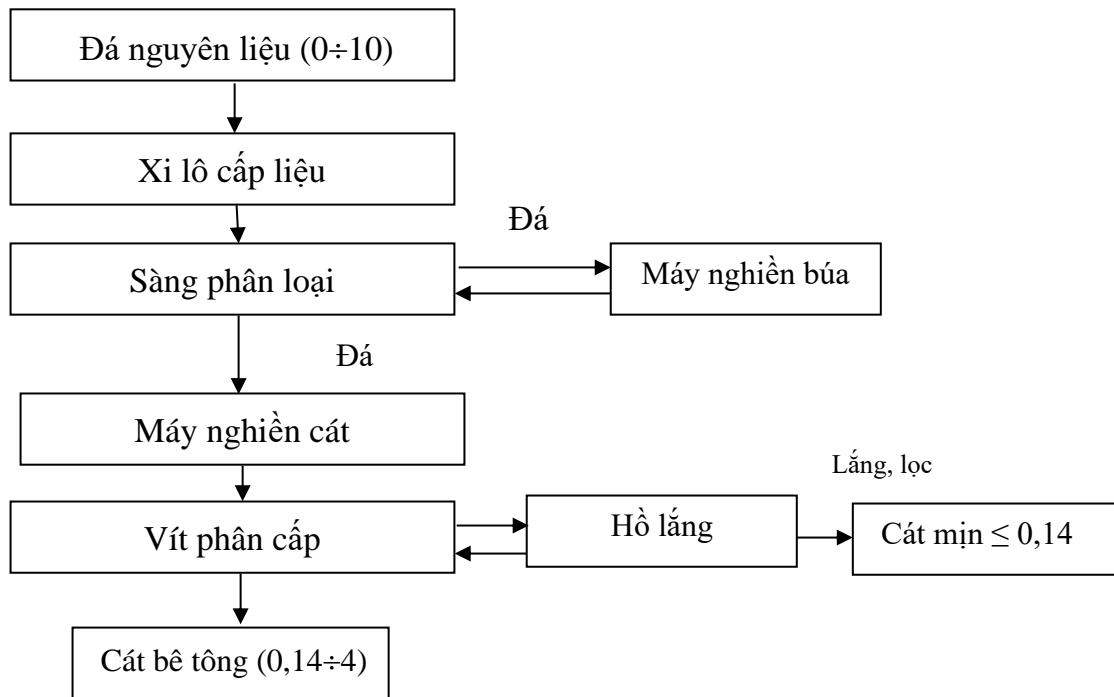 Đá nguyên liệu (0÷10)
Xi lô cấp liệu
Đá
Sàng phân loại
Máy nghiền búa
Đá
Máy nghiền cát
Lắng, lọc
Vít phân cấp
Hồ lắng
Cát mịn ≤ 0,14
Cát bê tông (0,14÷4)